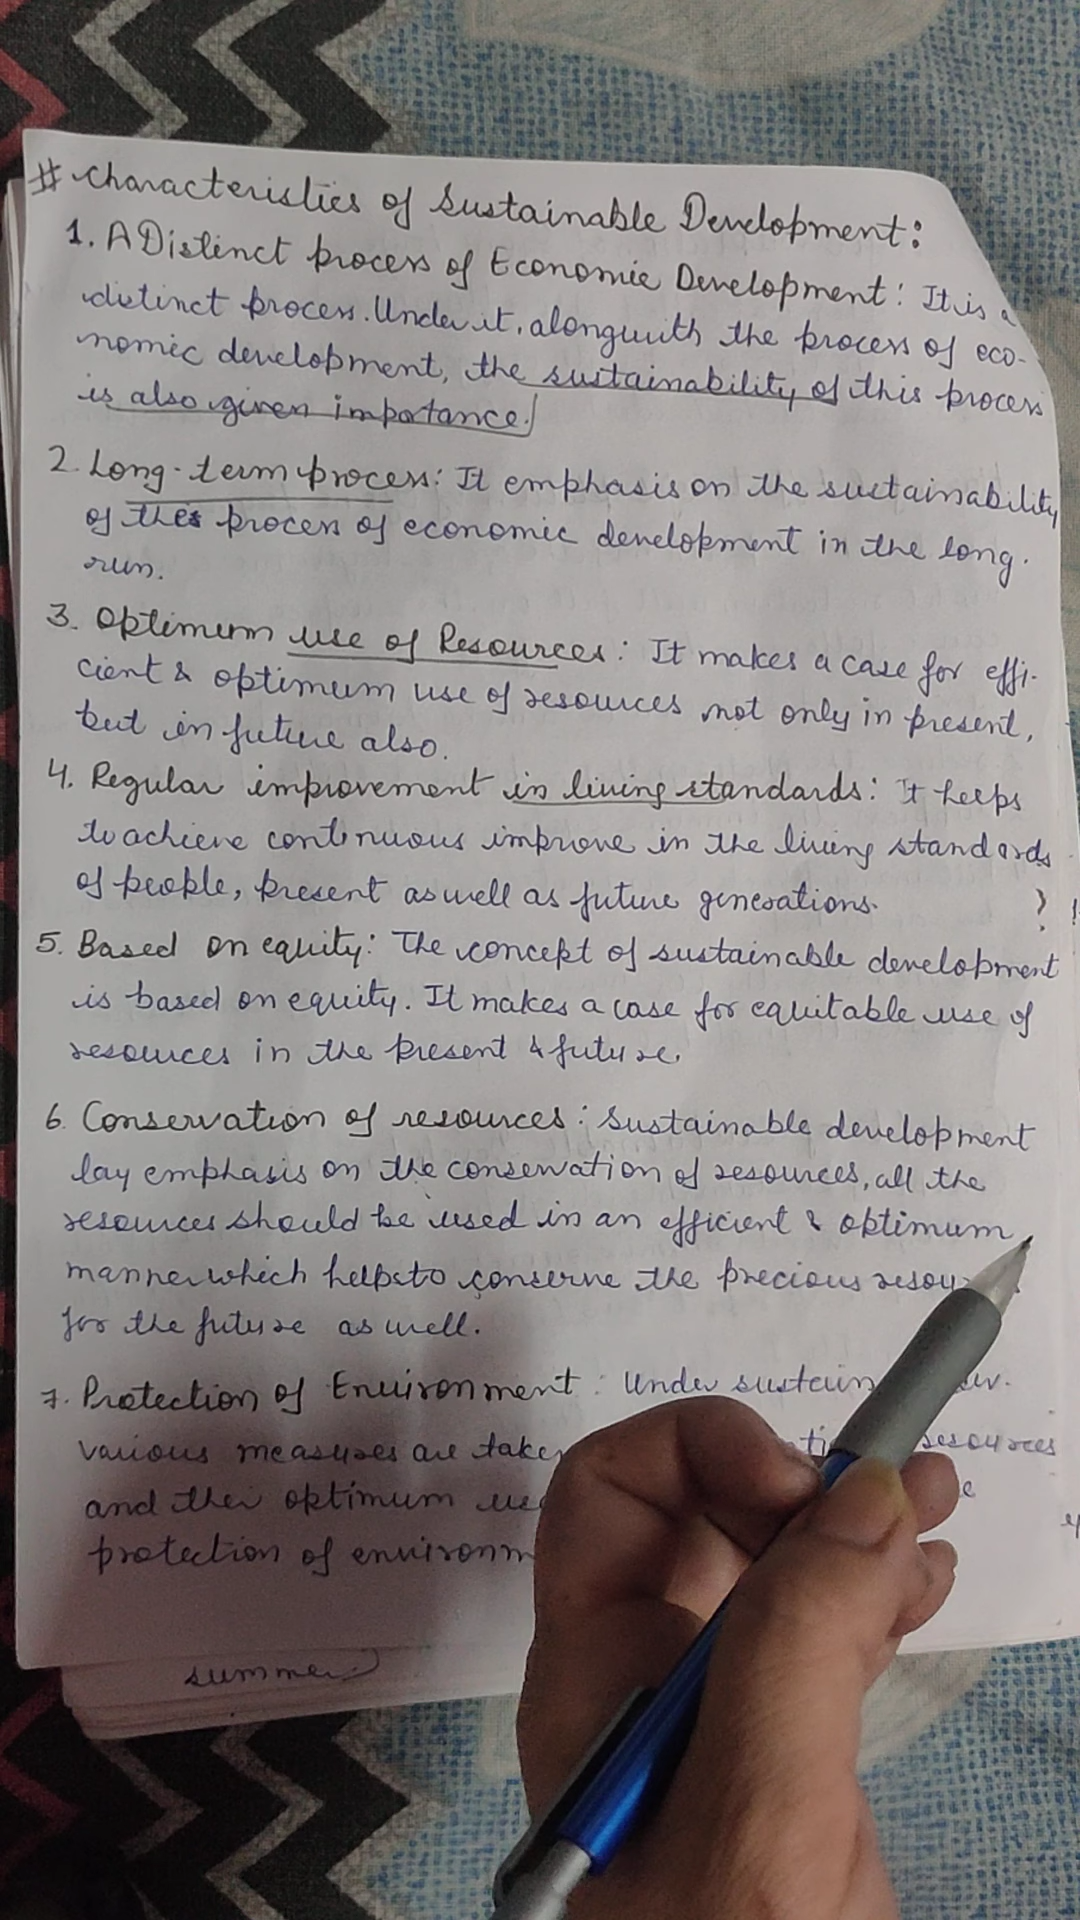 # Characteristics of Sustainable Development:
1. A Distinct process of Economic Development: It is a
distinct process. Under it, alongwith the process of eco-
nomic development, the sustainability of this process
is also given importance.
2. Long-term process: It emphasis on the sustainability
of the process of economic development in the long.
run.
3. Optimum use of Resources: It makes a case for effi-
cient & optimum use of resources not only in present,
but in future also.
4. Regular improvement in living standards: It helps
to achieve continuous improve in the living standards
of people, present as well as future generations.
5. Based on equity: The concept of sustainable development
is based on equity. It makes a case for equitable use of
resources in the present & future.
6. Conservation of resources: Sustainable development
lay emphasis on the conservation of resources, all the
resources should be used in an efficient & optimum
manner which helps to conserve the precious
for the future as well.
7. Protection of Environment: Under
various measures are resources
and their optimum
protection of
summer